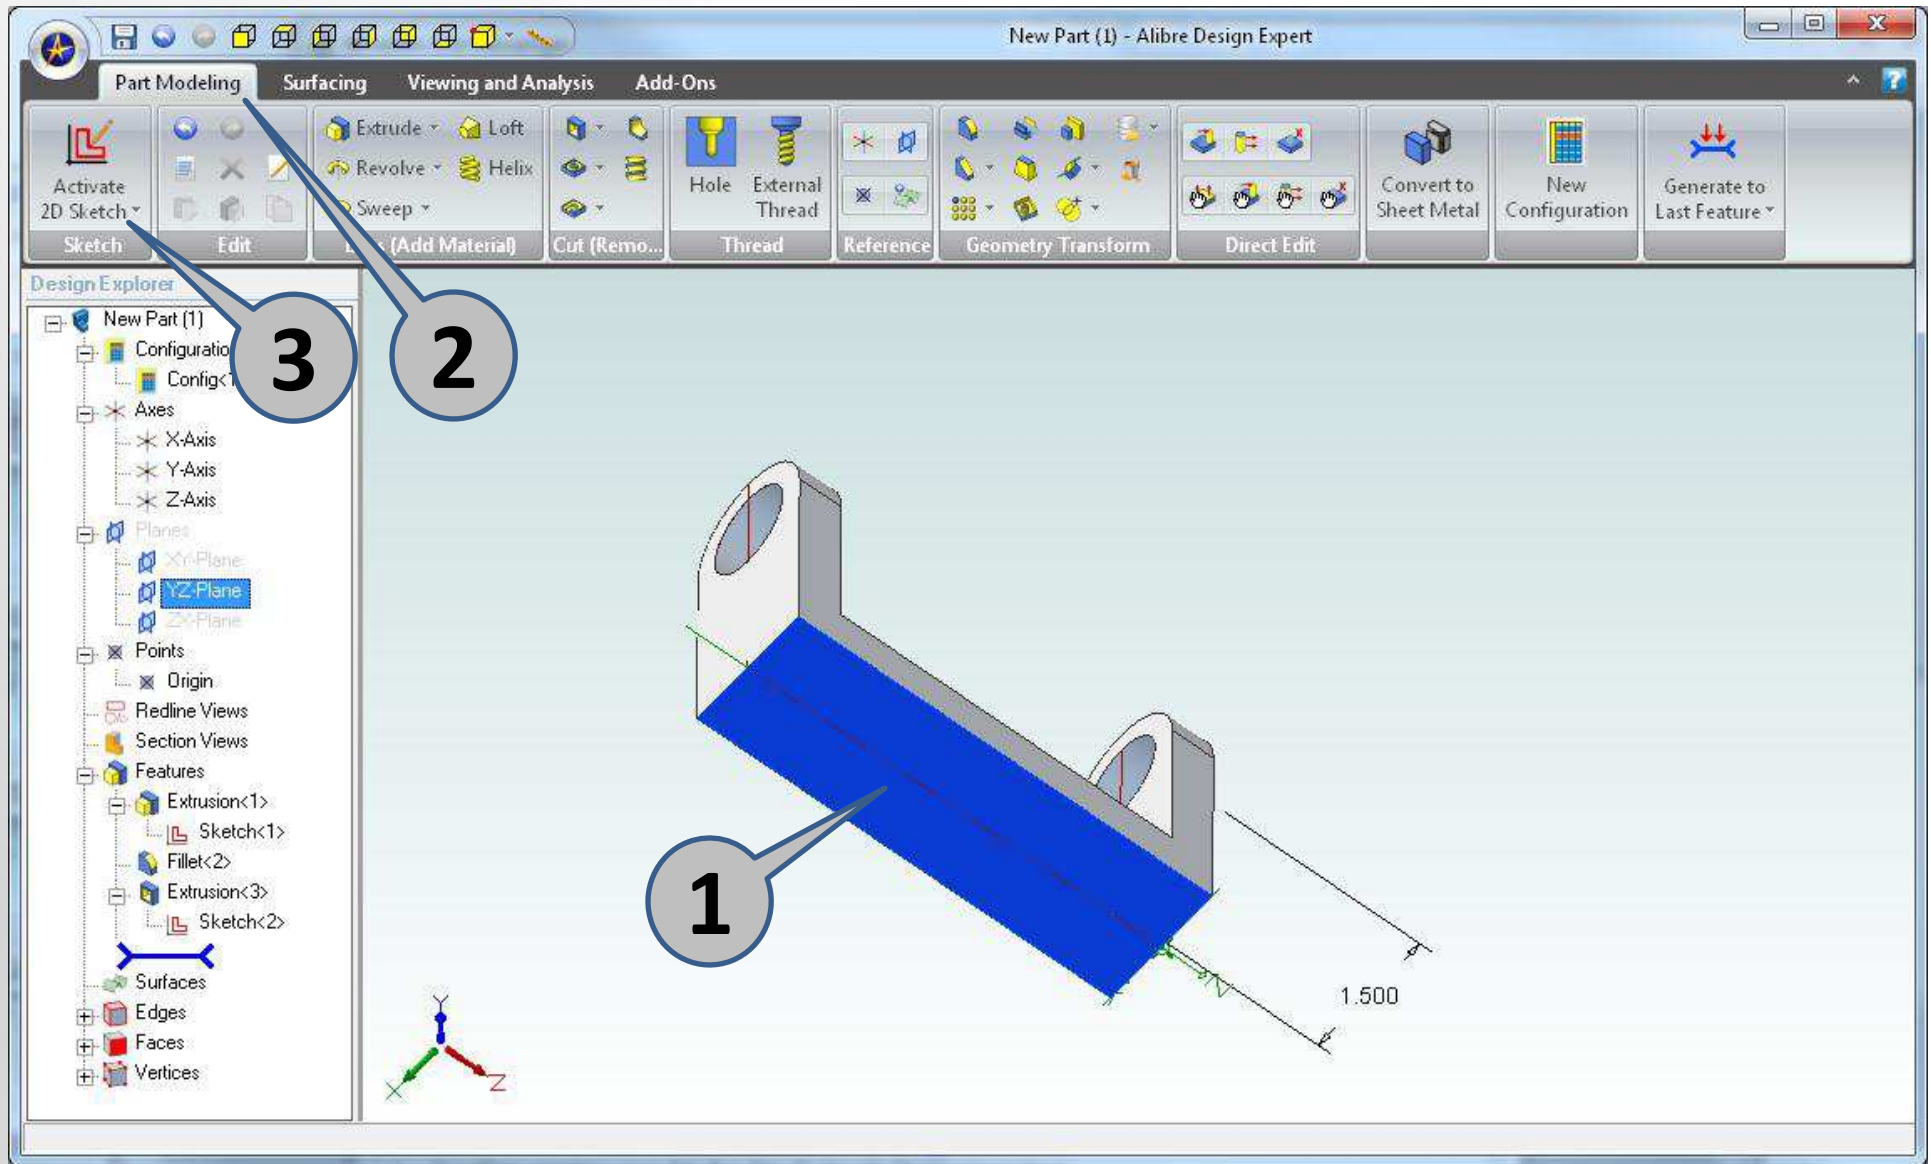 New Part (1) - Alibre Design Expert
Part Modeling Surfacing Viewing and Analysis Add-Ons
Activate
2D Sketch
Sketch
Edit
Extrude Loft
Revolve Helix
Sweep
(Add Material)
Cut (Remo...
Hole External
Thread
Thread
Reference
Geometry Transform
Direct Edit
Convert to
Sheet Metal
New
Configuration
Generate to
Last Feature
Design Explorer
New Part (1)
Configuratio
Config<1
Axes
X-Axis
Y-Axis
Z-Axis
Planes
XY-Plane
YZ-Plane
ZX-Plane
Points
Origin
Redline Views
Section Views
Features
Extrusion<1>
Sketch<1>
Fillet<2>
Extrusion<3>
Sketch<2>
Surfaces
Edges
Faces
Vertices
3
2
1
1.500
Y
X
Z